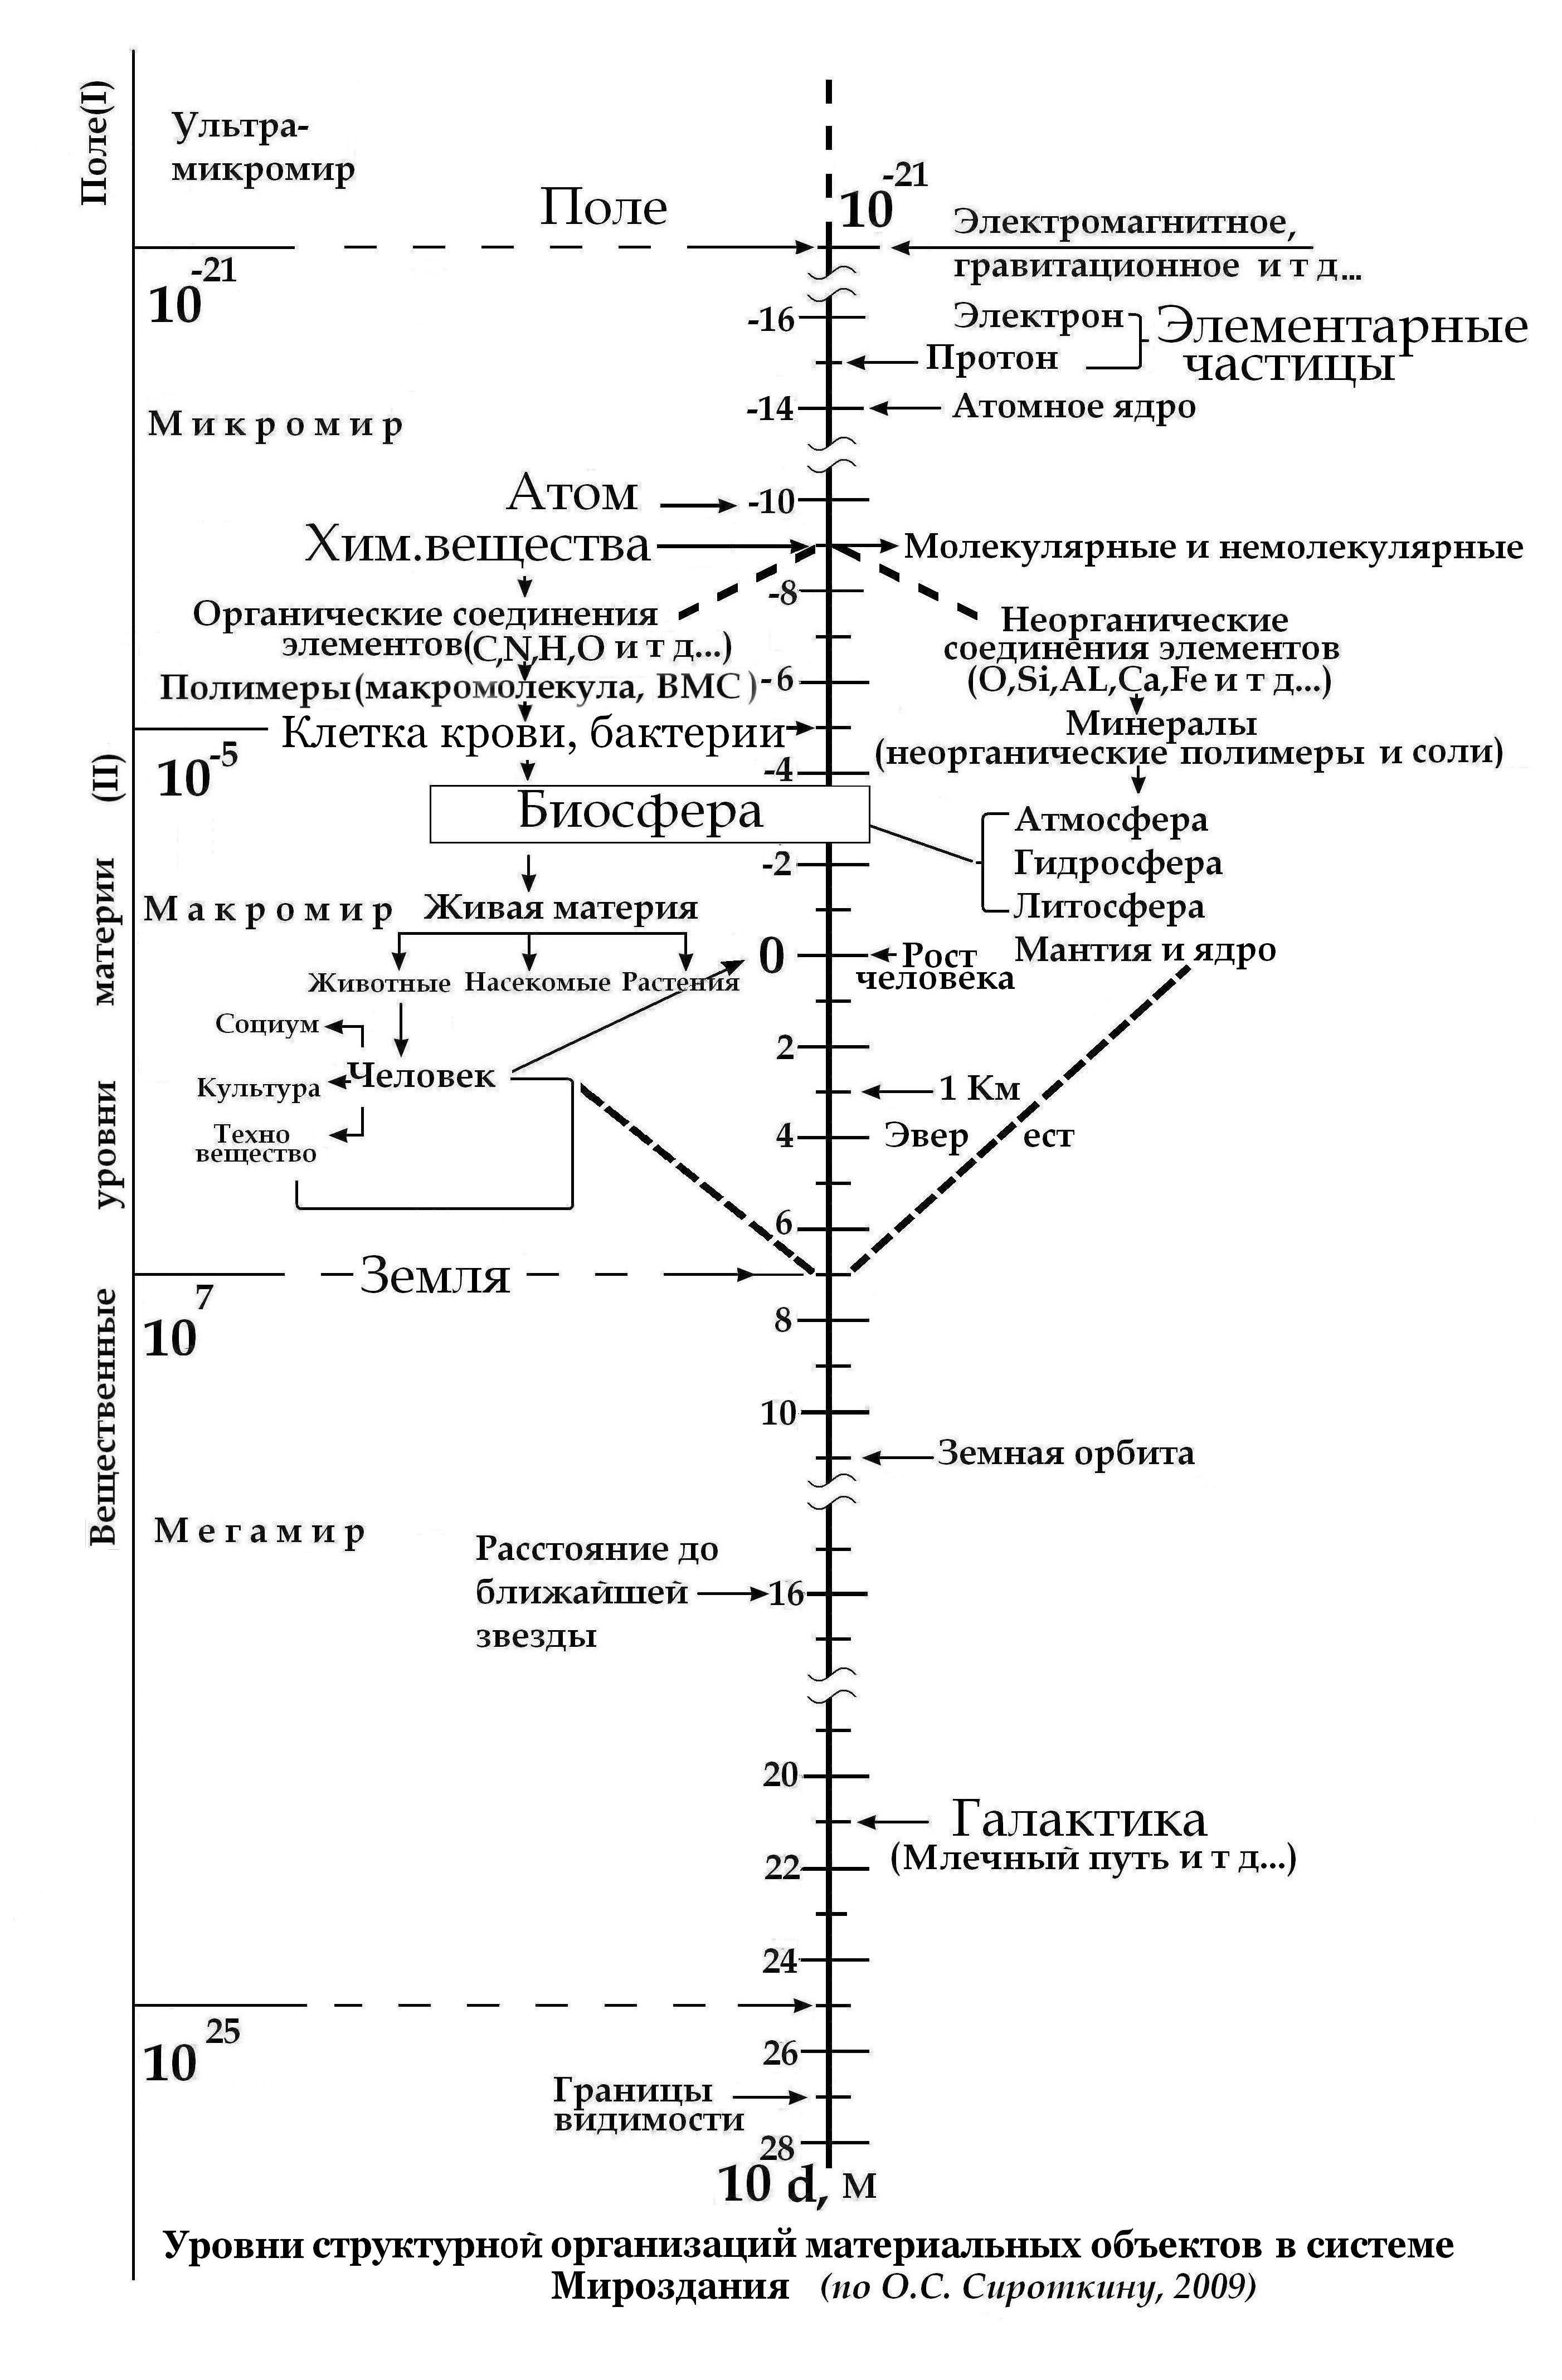 Поле(I)
Ультра-
микромир
Поле
10^-21
Электромагнитное,
гравитационное и т д...
10^-21
-16
Электрон
Протон
Элементарные
частицы
-14
Атомное ядро
Микромир
Атом
-10
Хим.вещества
Молекулярные и немолекулярные
-8
Органические соединения
элементов(C,N,H,O и т д...)
Неорганические
соединения элементов
(O,Si,AL,Ca,Fe и т д...)
Полимеры(макромолекула, ВМС)
-6
Минералы
(неорганические полимеры и соли)
Клетка крови, бактерии
10^-5
-4
Биосфера
Атмосфера
Гидросфера
Литосфера
Мантия и ядро
-2
Макромир
Живая материя
0
Рост
человека
Животные Насекомые Растения
Социум
Человек
Культура
Техно
вещество
2
1 Км
4
Эвер ест
6
Земля
10^7
8
10
Земная орбита
Вещественные уровни материи (II)
Мегамир
Расстояние до
ближайшей
звезды
16
20
Галактика
(Млечный путь и т д...)
22
24
10^25
26
Границы
видимости
28
10 d, м
Уровни структурной организаций материальных объектов в системе
Мироздания (по О.С. Сироткину, 2009)